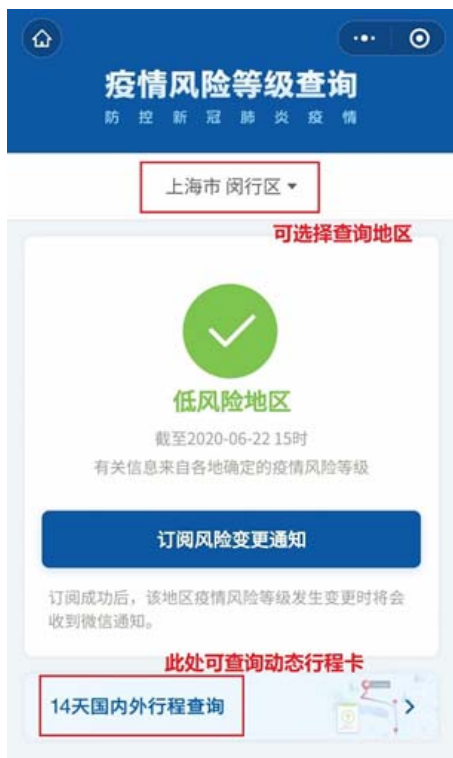 疫情风险等级查询
防控新冠肺炎疫情
上海市 闵行区
可选择查询地区
低风险地区
截至2020-06-22 15时
有关信息来自各地确定的疫情风险等级
订阅风险变更通知
订阅成功后，该地区疫情风险等级发生变更时将会
收到微信通知。
此处可查询动态行程卡
14天国内外行程查询